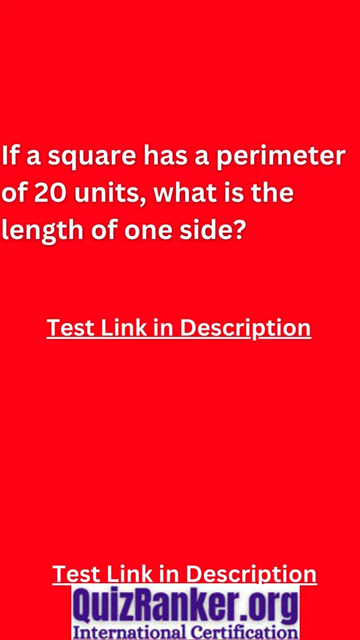 If a square has a perimeter
of 20 units, what is the
length of one side?
Test Link in Description
Test Link in Description
QuizRanker.org
International Certification